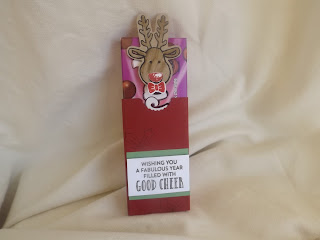 WISHING YOU
A FABULOUS YEAR
FILLED WITH
GOOD CHEER